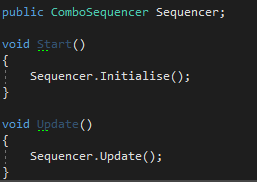 public ComboSequencer Sequencer;
void Start()
{
Sequencer.Initialise();
}
void Update()
{
Sequencer.Update();
}